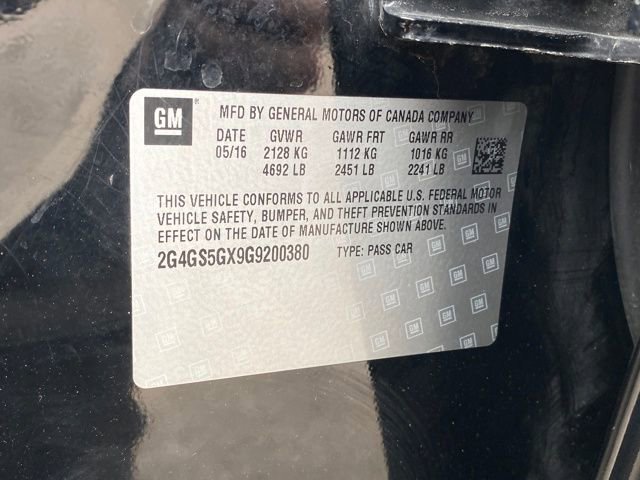 GM ® MFD BY GENERAL MOTORS OF CANADA COMPANY
DATE GVWR GAWR FRT GAWR RR
05/16 2128 KG 1112 KG 1016 KG
4692 LB 2451 LB 2241 LB
THIS VEHICLE CONFORMS TO ALL APPLICABLE U.S. FEDERAL MOTOR
VEHICLE SAFETY, BUMPER, AND THEFT PREVENTION STANDARDS IN
EFFECT ON THE DATE OF MANUFACTURE SHOWN ABOVE.
2G4GS5GX9G9200380 TYPE: PASS CAR